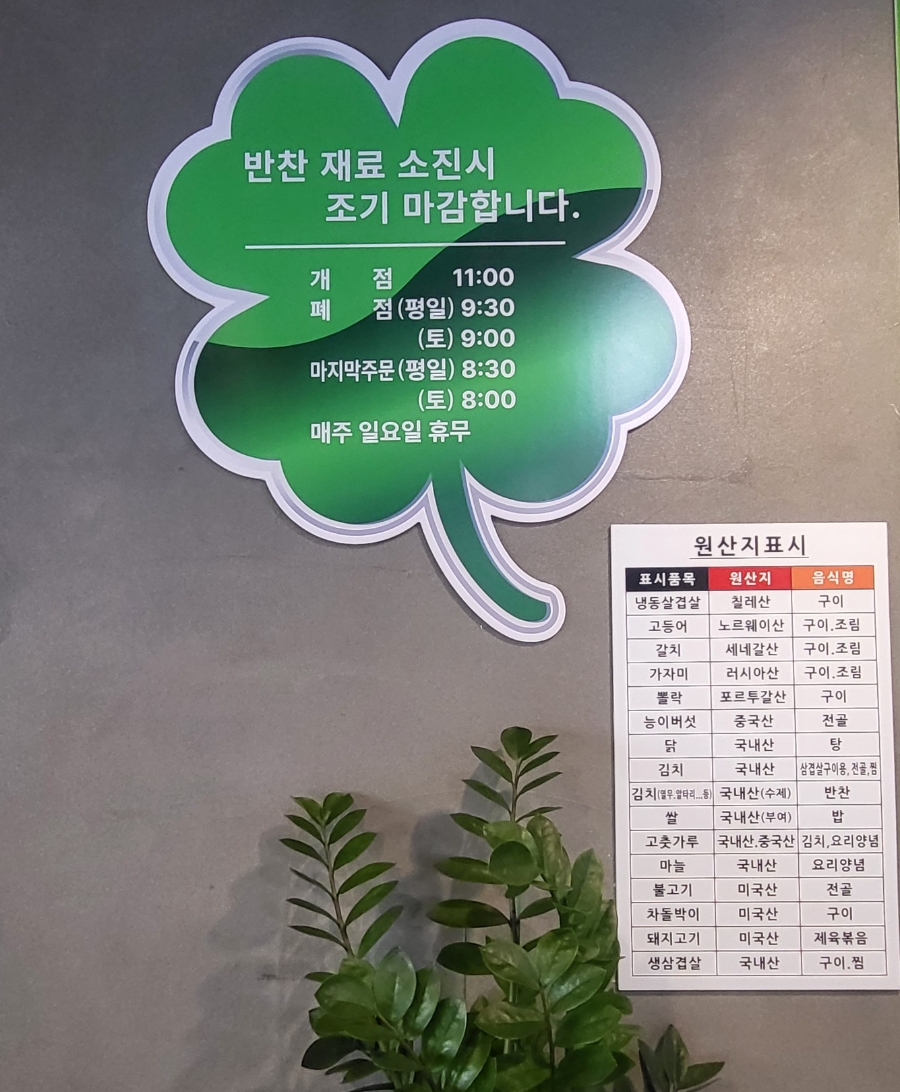 반찬 재료 소진시
조기 마감합니다.
개 점 11:00
폐 점(평일) 9:30
(토) 9:00
마지막주문(평일) 8:30
(토) 8:00
매주 일요일 휴무
원산지표시
표시품목 원산지 음식명
냉동삼겹살 칠레산 구이
고등어 노르웨이산 구이.조림
갈치 세네갈산 구이.조림
가자미 러시아산 구이.조림
뽈락 포르투갈산 구이
능이버섯 중국산 전골
닭 국내산 탕
김치 국내산 삼겹살구이용, 전골,찜
김치(열무.알타리...등) 국내산(수제) 반찬
쌀 국내산(부여) 밥
고춧가루 국내산.중국산 김치,요리양념
마늘 국내산 요리양념
불고기 미국산 전골
차돌박이 미국산 구이
돼지고기 미국산 제육볶음
생삼겹살 국내산 구이.찜